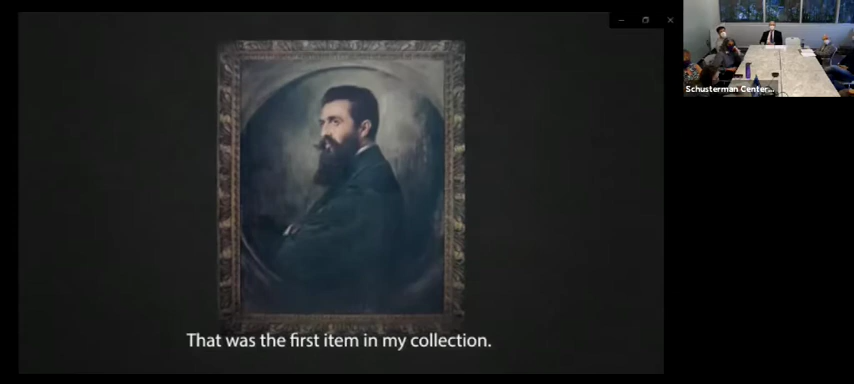 Schusterman Center...
That was the first item in my collection.